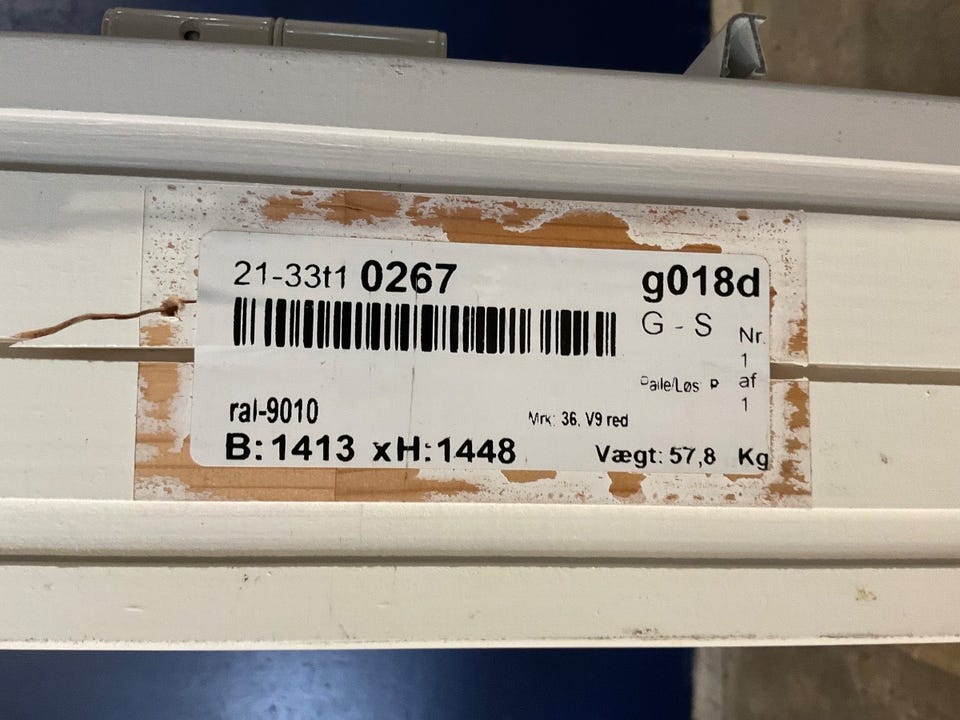 21-33t1 0267
g018d
G - S
Nr.
1
af
1
Palle/Løs: P
ral-9010
Mrk: 36, V9 red
B:1413 xH:1448
Vægt: 57,8 Kg